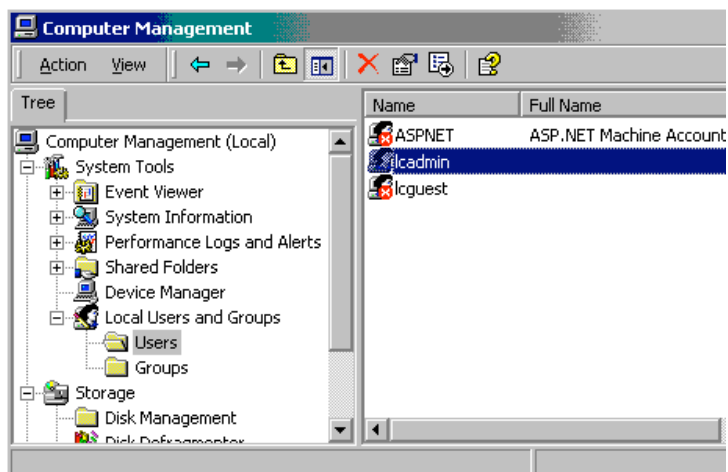 Computer Management
Action View
Tree
Name Full Name
Computer Management (Local)
System Tools
Event Viewer
System Information
Performance Logs and Alerts
Shared Folders
Device Manager
Local Users and Groups
Users
Groups
Storage
Disk Management
Disk Defragmenter
ASPNET ASP.NET Machine Account
lcadmin
lcguest